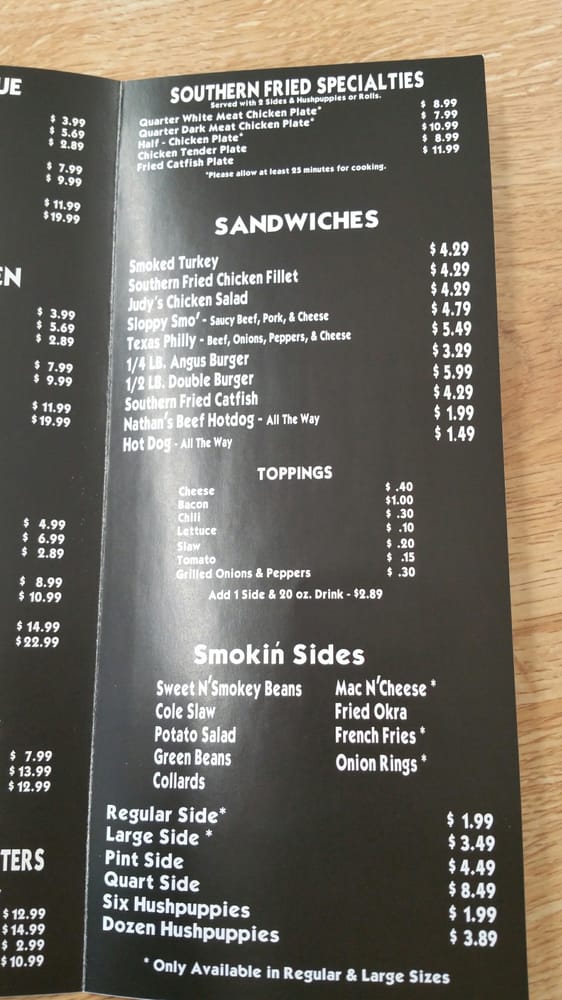 UE
$ 3.99
$ 5.69
$ 2.89
$ 7.99
$ 9.99
$ 11.99
$19.99
EN
$ 3.99
$ 5.69
$ 2.89
$ 7.99
$ 9.99
$ 11.99
$19.99
$ 4.99
$ 6.99
$ 2.89
$ 8.99
$ 10.99
$ 14.99
$22.99
$ 7.99
$ 13.99
$ 12.99
TERS
$ 12.99
$ 14.99
$ 2.99
$ 10.99
SOUTHERN FRIED SPECIALTIES
Served with 2 Sides & Hushpuppies or Rolls.
Quarter White Meat Chicken Plate* $ 8.99
Quarter Dark Meat Chicken Plate* $ 7.99
Half - Chicken Plate* $10.99
Chicken Tender Plate $ 8.99
Fried Catfish Plate $ 11.99
*Please allow at least 25 minutes for cooking.
SANDWICHES
Smoked Turkey $ 4.29
Southern Fried Chicken Fillet $ 4.29
Judy's Chicken Salad $ 4.29
Sloppy Smo' - Saucy Beef, Pork, & Cheese $ 4.79
Texas Philly - Beef, Onions, Peppers, & Cheese $ 5.49
1/4 LB. Angus Burger $ 3.29
1/2 LB. Double Burger $ 5.99
Southern Fried Catfish $ 4.29
Nathan's Beef Hotdog - All The Way $ 1.99
Hot Dog - All The Way $ 1.49
TOPPINGS
Cheese $ .40
Bacon $1.00
Chili $ .30
Lettuce $ .10
Slaw $ .20
Tomato $ .15
Grilled Onions & Peppers $ .30
Add 1 Side & 20 oz. Drink - $2.89
Smokiń Sides
Sweet N'Smokey Beans Mac N'Cheese *
Cole Slaw Fried Okra
Potato Salad French Fries *
Green Beans Onion Rings *
Collards
Regular Side* $ 1.99
Large Side * $ 3.49
Pint Side $ 4.49
Quart Side $ 8.49
Six Hushpuppies $ 1.99
Dozen Hushpuppies $ 3.89
* Only Available in Regular & Large Sizes